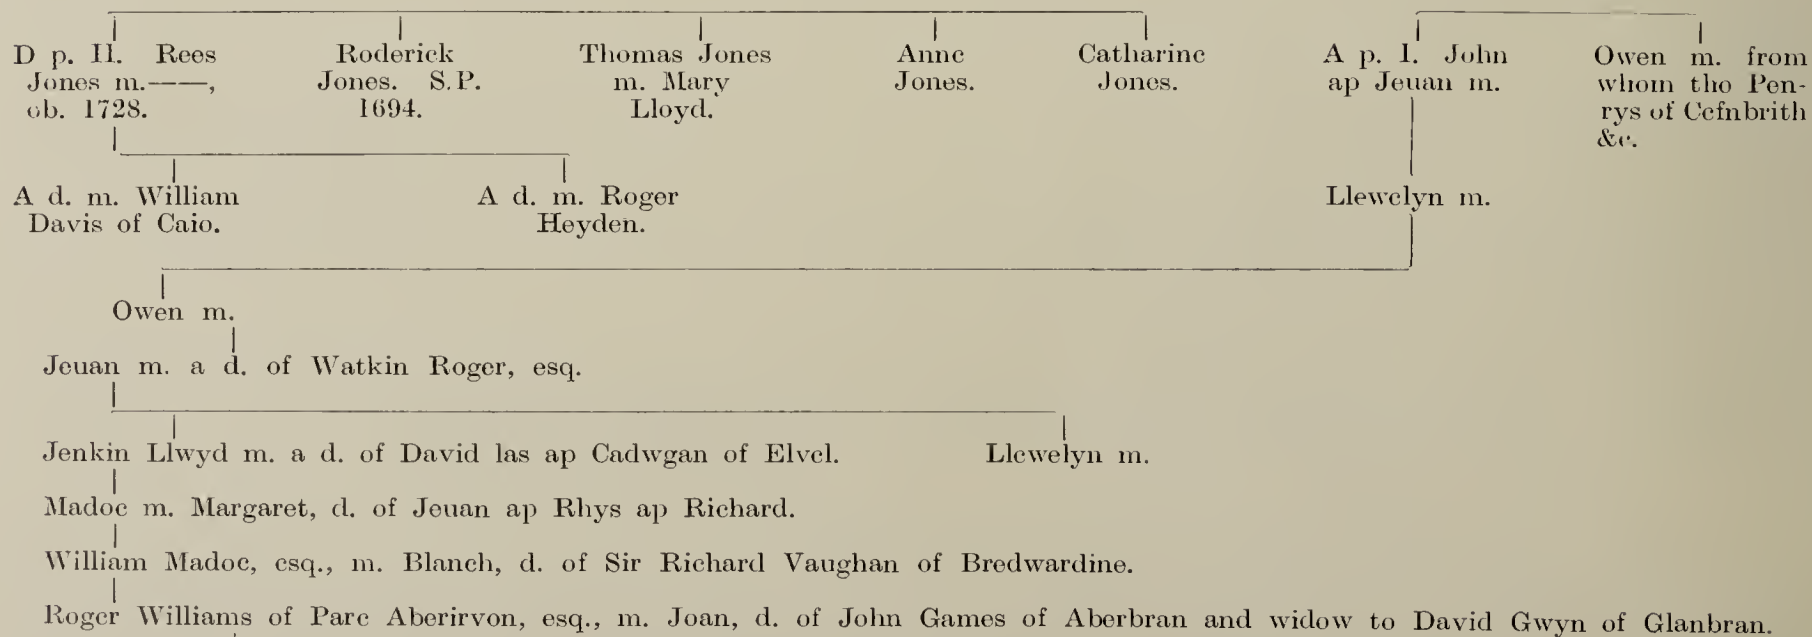 D p. II. Rees
Jones m.——,
ob. 1728.
Roderick
Jones. S.P.
1694.
Thomas Jones
m. Mary
Lloyd.
Anne
Jones.
Catharine
Jones.
A p. I. John
ap Jeuan m.
Owen m. from
whom the Pen-
rys of Cefnbrith
&c.
A d. m. William
Davis of Caio.
A d. m. Roger
Heyden.
Llewelyn m.
Owen m.
Jeuan m. a d. of Watkin Roger, esq.
Jenkin Llwyd m. a d. of David las ap Cadwgan of Elvel.
Llewelyn m.
Madoc m. Margaret, d. of Jeuan ap Rhys ap Richard.
William Madoc, esq., m. Blanch, d. of Sir Richard Vaughan of Bredwardine.
Roger Williams of Parc Aberirvon, esq., m. Joan, d. of John Games of Aberbran and widow to David Gwyn of Glanbran.